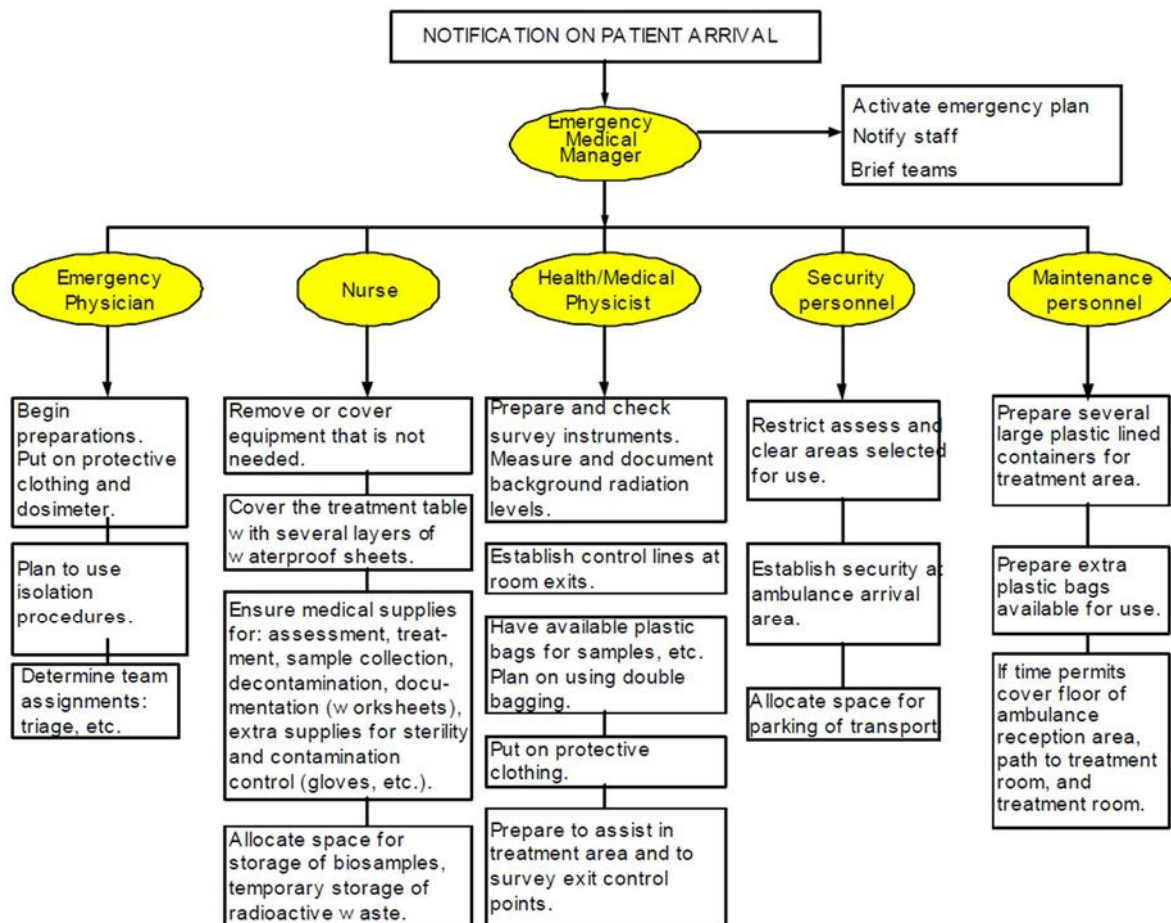 NOTIFICATION ON PATIENT ARRIVAL
Emergency
Medical
Manager
Activate emergency plan
Notify staff
Brief teams
Emergency
Physician
Nurse
Health/Medical
Physicist
Security
personnel
Maintenance
personnel
Begin
preparations.
Put on protective
clothing and
dosimeter.
Plan to use
isolation
procedures.
Determine team
assignments:
triage, etc.
Remove or cover
equipment that is not
needed.
Cover the treatment table
with several layers of
waterproof sheets.
Ensure medical supplies
for: assessment, treat-
ment, sample collection,
decontamination, docu-
mentation (worksheets),
extra supplies for sterility
and contamination
control (gloves, etc.).
Allocate space for
storage of biosamples,
temporary storage of
radioactive waste.
Prepare and check
survey instruments.
Measure and document
background radiation
levels.
Establish control lines at
room exits.
Have available plastic
bags for samples, etc.
Plan on using double
bagging.
Put on protective
clothing.
Prepare to assist in
treatment area and to
survey exit control
points.
Restrict assess and
clear areas selected
for use.
Establish security at
ambulance arrival
area.
Allocate space for
parking of transport.
Prepare several
large plastic lined
containers for
treatment area.
Prepare extra
plastic bags
available for use.
If time permits
cover floor of
ambulance
reception area,
path to treatment
room, and
treatment room.